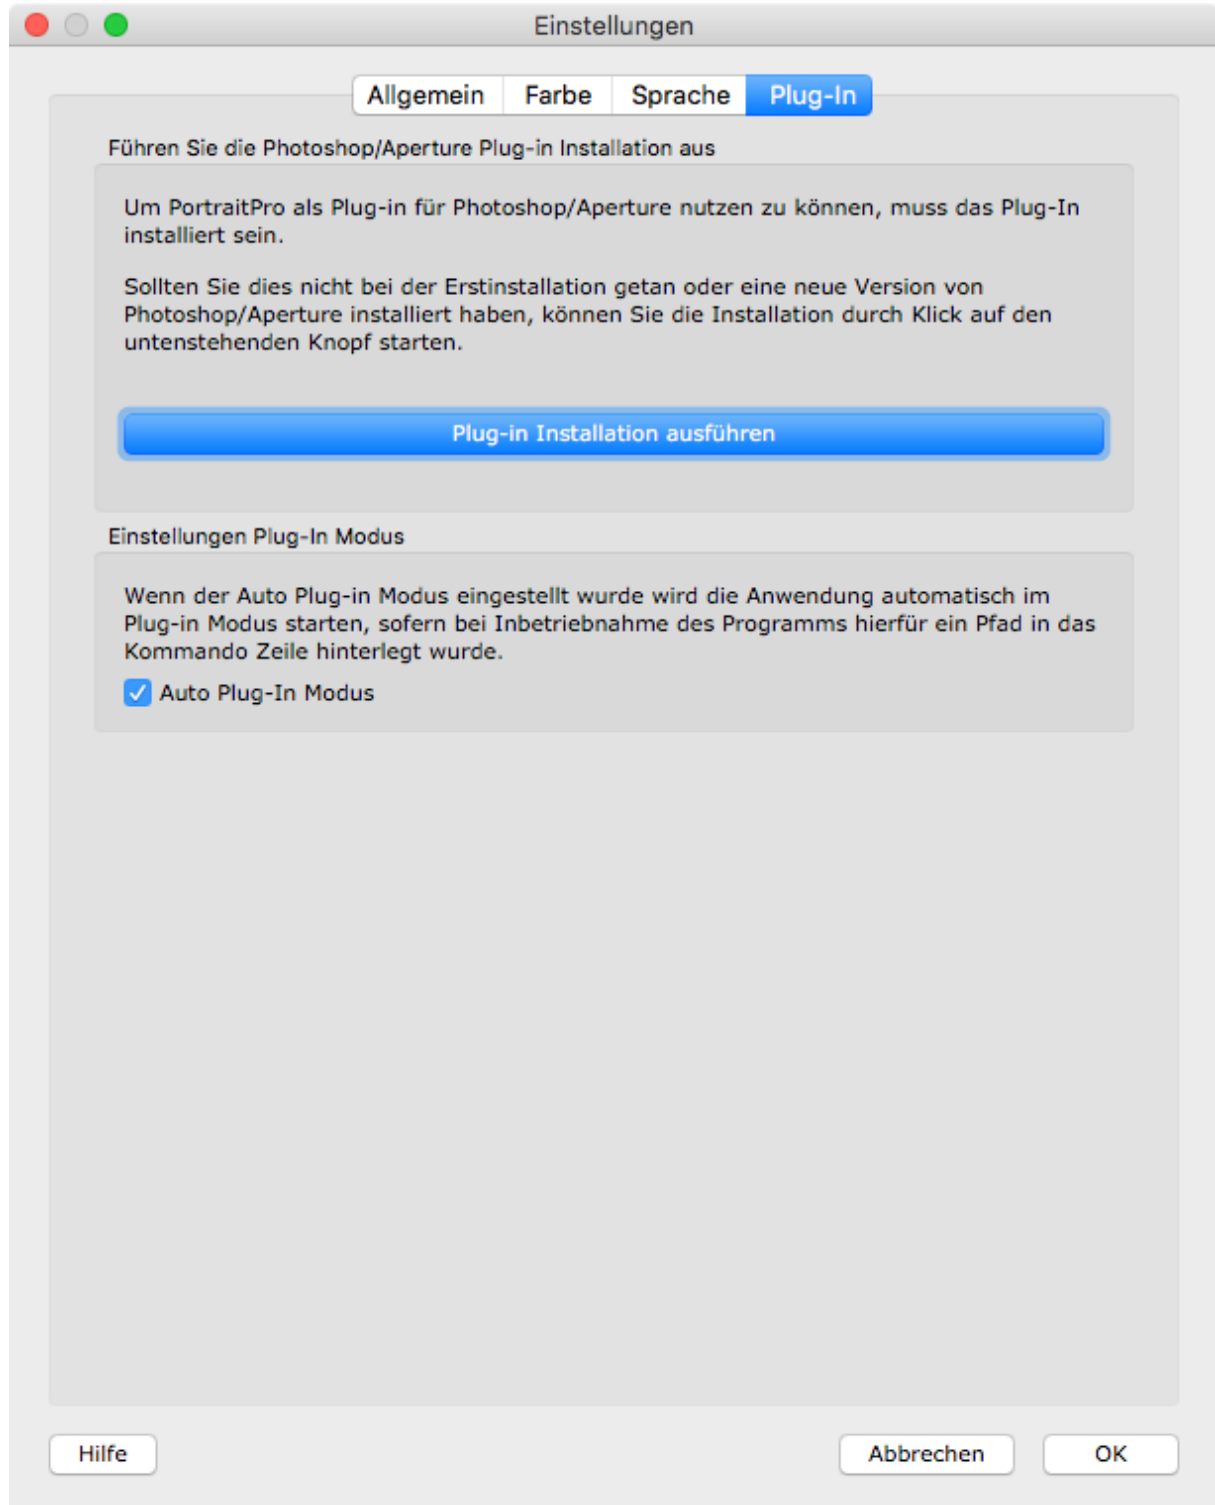 Einstellungen
Allgemein Farbe Sprache Plug-In
Führen Sie die Photoshop/Aperture Plug-in Installation aus
Um PortraitPro als Plug-in für Photoshop/Aperture nutzen zu können, muss das Plug-In
installiert sein.
Sollten Sie dies nicht bei der Erstinstallation getan oder eine neue Version von
Photoshop/Aperture installiert haben, können Sie die Installation durch Klick auf den
untenstehenden Knopf starten.
Plug-in Installation ausführen
Einstellungen Plug-In Modus
Wenn der Auto Plug-in Modus eingestellt wurde wird die Anwendung automatisch im
Plug-in Modus starten, sofern bei Inbetriebnahme des Programms hierfür ein Pfad in das
Kommando Zeile hinterlegt wurde.
Auto Plug-In Modus
Hilfe Abbrechen OK